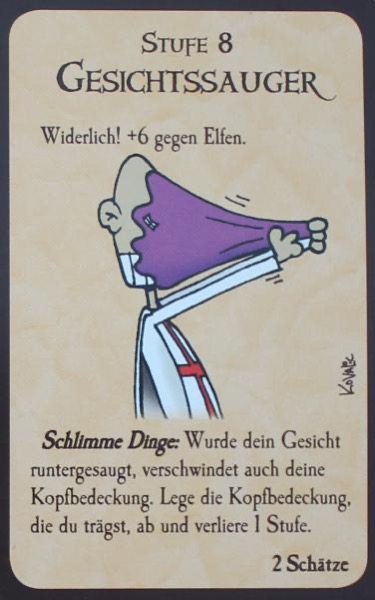 Stufe 8
Gesichtssauger
Widerlich! +6 gegen Elfen.
Kovalic
Schlimme Dinge: Wurde dein Gesicht
runtergesaugt, verschwindet auch deine
Kopfbedeckung. Lege die Kopfbedeckung,
die du trägst, ab und verliere 1 Stufe.
2 Schätze